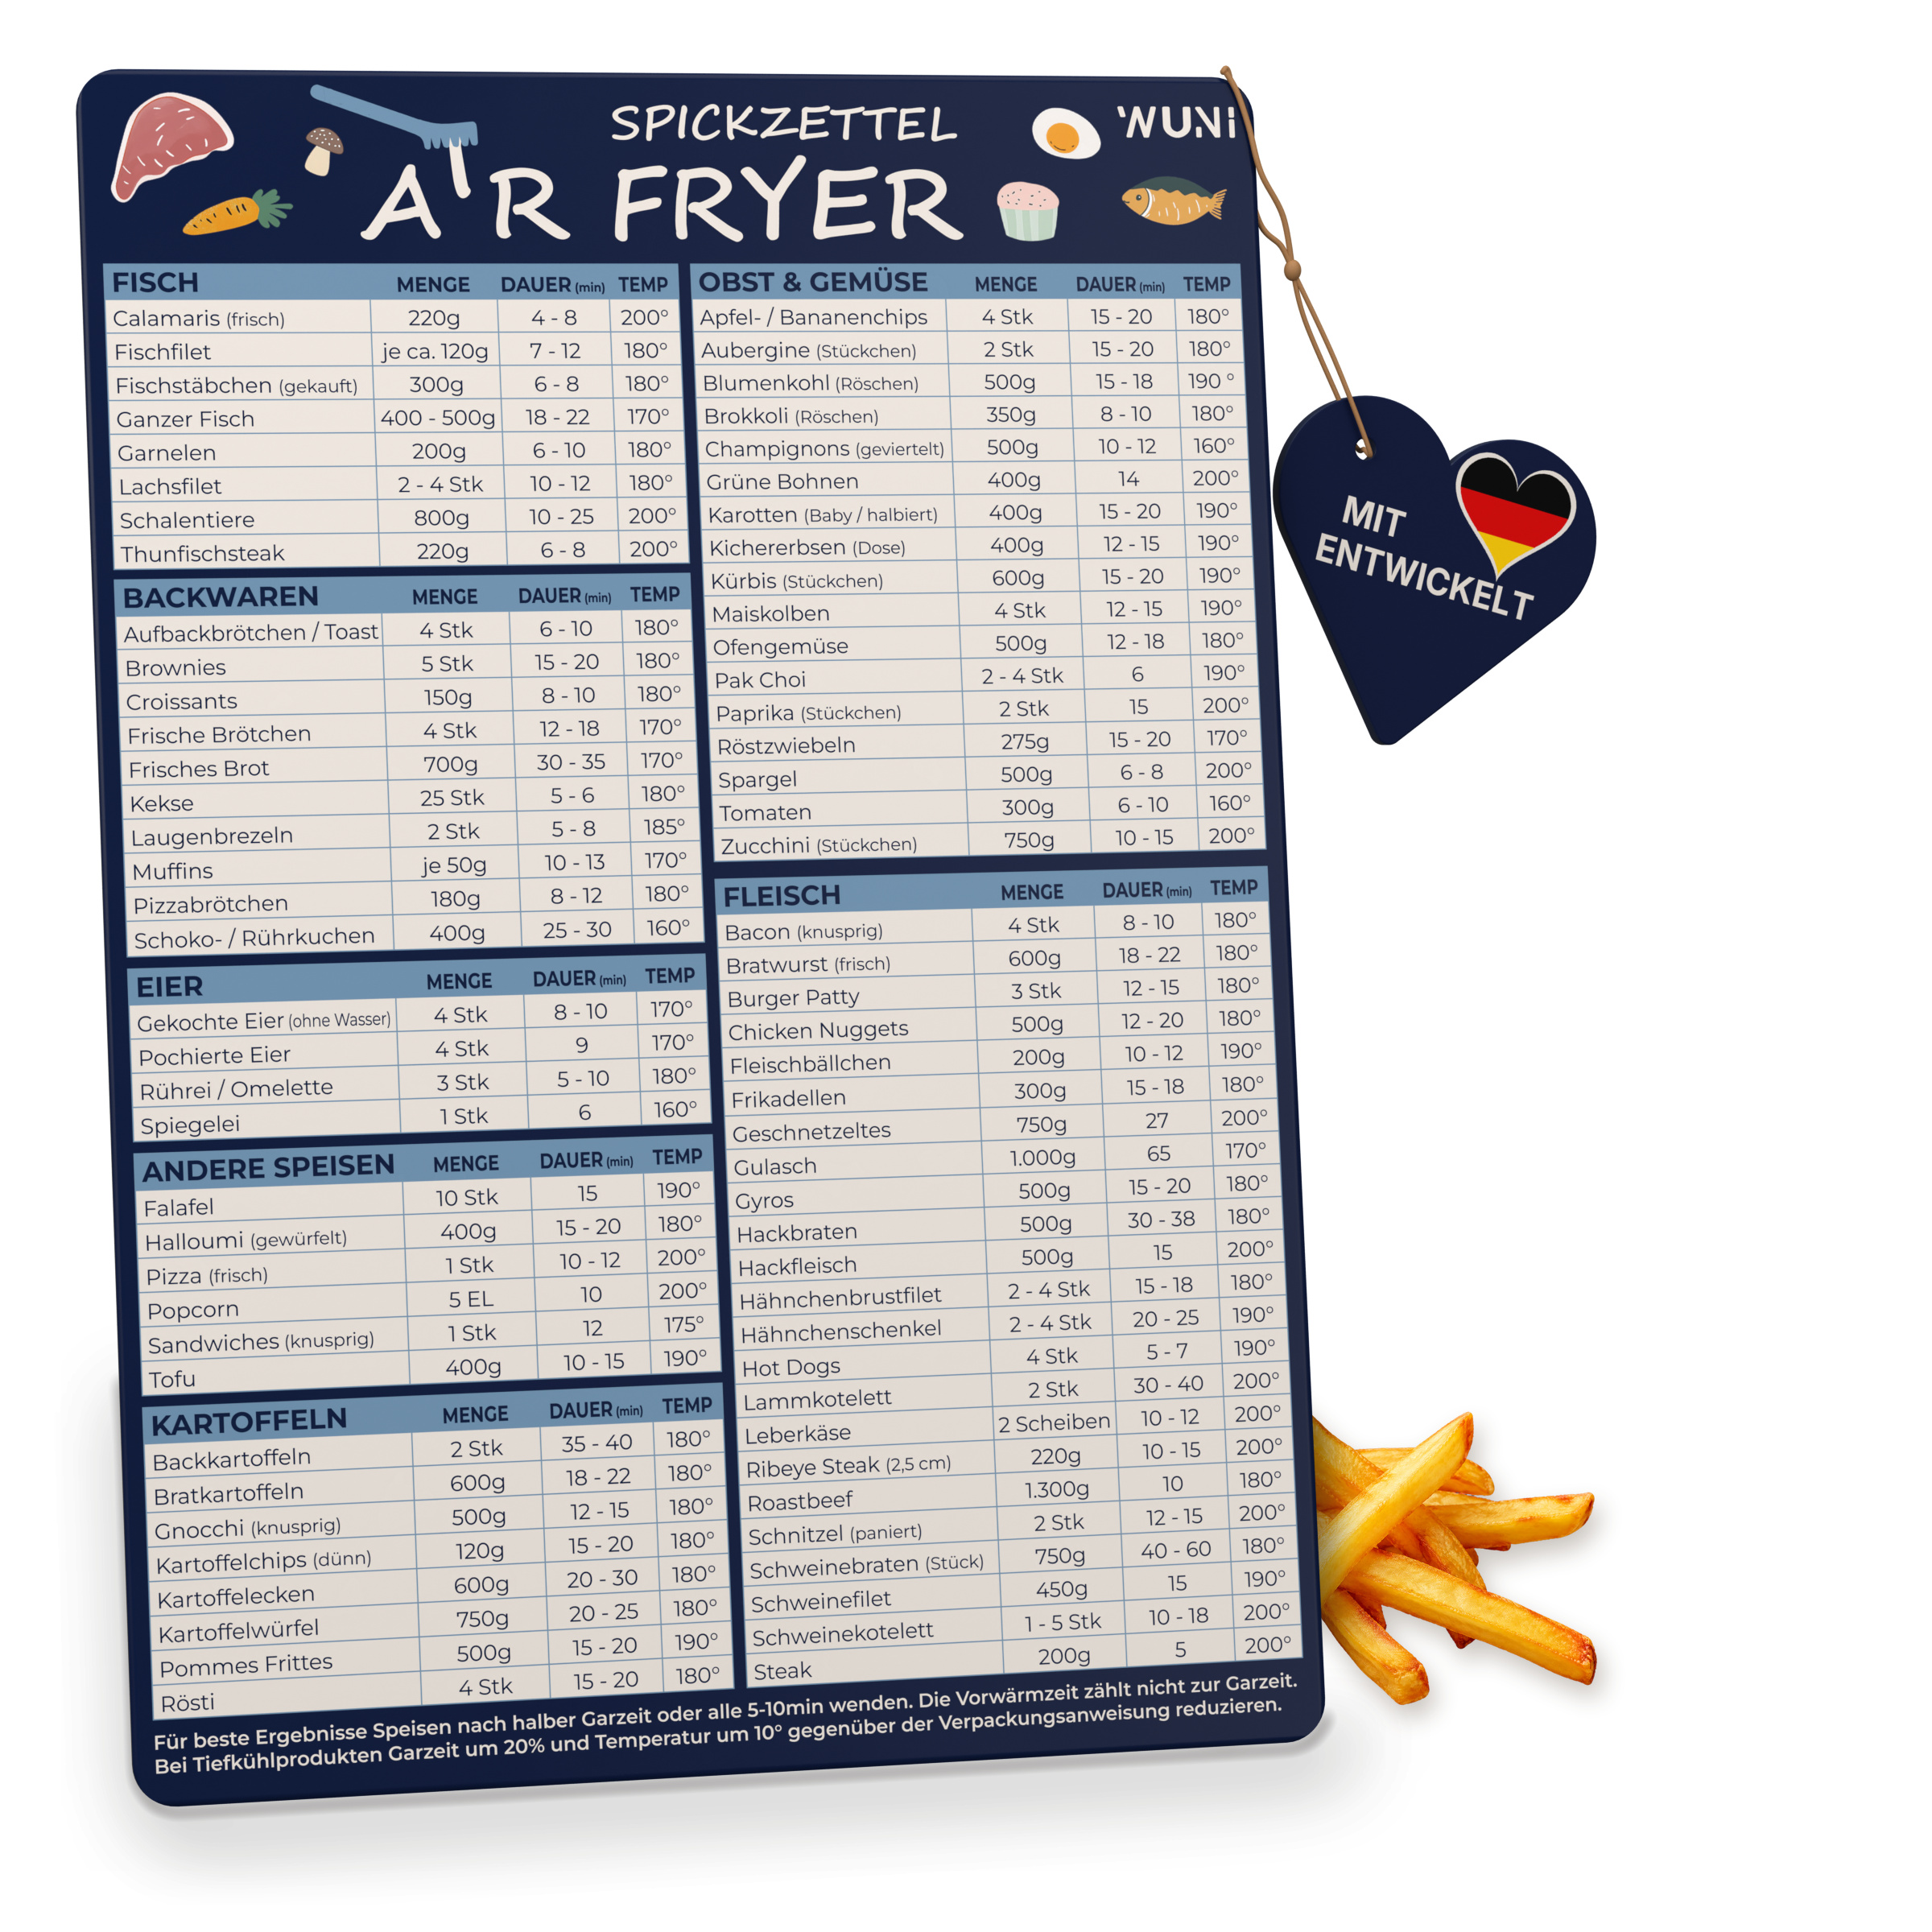 SPICKZETTEL
AIR FRYER
WUNI
FISCH MENGE DAUER (min) TEMP
Calamaris (frisch) 220g 4 - 8 200°
Fischfilet je ca. 120g 7 - 12 180°
Fischstäbchen (gekauft) 300g 6 - 8 180°
Ganzer Fisch 400 - 500g 18 - 22 170°
Garnelen 200g 6 - 10 180°
Lachsfilet 2 - 4 Stk 10 - 12 180°
Schalentiere 800g 10 - 25 200°
Thunfischsteak 220g 6 - 8 200°
BACKWAREN MENGE DAUER (min) TEMP
Aufbackbrötchen / Toast 4 Stk 6 - 10 180°
Brownies 5 Stk 15 - 20 180°
Croissants 150g 8 - 10 180°
Frische Brötchen 4 Stk 12 - 18 170°
Frisches Brot 700g 30 - 35 170°
Kekse 25 Stk 5 - 6 180°
Laugenbrezeln 2 Stk 5 - 8 185°
Muffins je 50g 10 - 13 170°
Pizzabrötchen 180g 8 - 12 180°
Schoko- / Rührkuchen 400g 25 - 30 160°
EIER MENGE DAUER (min) TEMP
Gekochte Eier (ohne Wasser) 4 Stk 8 - 10 170°
Pochierte Eier 4 Stk 9 170°
Rührei / Omelette 3 Stk 5 - 10 180°
Spiegelei 1 Stk 6 160°
ANDERE SPEISEN MENGE DAUER (min) TEMP
Falafel 10 Stk 15 190°
Halloumi (gewürfelt) 400g 15 - 20 180°
Pizza (frisch) 1 Stk 10 - 12 200°
Popcorn 5 EL 10 200°
Sandwiches (knusprig) 1 Stk 12 175°
Tofu 400g 10 - 15 190°
KARTOFFELN MENGE DAUER (min) TEMP
Backkartoffeln 2 Stk 35 - 40 180°
Bratkartoffeln 600g 18 - 22 180°
Gnocchi (knusprig) 500g 12 - 15 180°
Kartoffelchips (dünn) 120g 15 - 20 180°
Kartoffelecken 600g 20 - 30 180°
Kartoffelwürfel 750g 20 - 25 180°
Pommes Frittes 500g 15 - 20 190°
Rösti 4 Stk 15 - 20 180°
OBST & GEMÜSE MENGE DAUER (min) TEMP
Apfel- / Bananenchips 4 Stk 15 - 20 180°
Aubergine (Stückchen) 2 Stk 15 - 20 180°
Blumenkohl (Röschen) 500g 15 - 18 190 °
Brokkoli (Röschen) 350g 8 - 10 180°
Champignons (geviertelt) 500g 10 - 12 160°
Grüne Bohnen 400g 14 200°
Karotten (Baby / halbiert) 400g 15 - 20 190°
Kichererbsen (Dose) 400g 12 - 15 190°
Kürbis (Stückchen) 600g 15 - 20 190°
Maiskolben 4 Stk 12 - 15 190°
Ofengemüse 500g 12 - 18 180°
Pak Choi 2 - 4 Stk 6 190°
Paprika (Stückchen) 2 Stk 15 200°
Röstzwiebeln 275g 15 - 20 170°
Spargel 500g 6 - 8 200°
Tomaten 300g 6 - 10 160°
Zucchini (Stückchen) 750g 10 - 15 200°
FLEISCH MENGE DAUER (min) TEMP
Bacon (knusprig) 4 Stk 8 - 10 180°
Bratwurst (frisch) 600g 18 - 22 180°
Burger Patty 3 Stk 12 - 15 180°
Chicken Nuggets 500g 12 - 20 180°
Fleischbällchen 200g 10 - 12 190°
Frikadellen 300g 15 - 18 180°
Geschnetzeltes 750g 27 200°
Gulasch 1.000g 65 170°
Gyros 500g 15 - 20 180°
Hackbraten 500g 30 - 38 180°
Hackfleisch 500g 15 200°
Hähnchenbrustfilet 2 - 4 Stk 15 - 18 180°
Hähnchenschenkel 2 - 4 Stk 20 - 25 190°
Hot Dogs 4 Stk 5 - 7 190°
Lammkotelett 2 Stk 30 - 40 200°
Leberkäse 2 Scheiben 10 - 12 200°
Ribeye Steak (2,5 cm) 220g 10 - 15 200°
Roastbeef 1.300g 10 180°
Schnitzel (paniert) 2 Stk 12 - 15 200°
Schweinebraten (Stück) 750g 40 - 60 180°
Schweinefilet 450g 15 190°
Schweinekotelett 1 - 5 Stk 10 - 18 200°
Steak 200g 5 200°
Für beste Ergebnisse Speisen nach halber Garzeit oder alle 5-10min wenden. Die Vorwärmzeit zählt nicht zur Garzeit.
Bei Tiefkühlprodukten Garzeit um 20% und Temperatur um 10° gegenüber der Verpackungsanweisung reduzieren.
MIT
ENTWICKELT